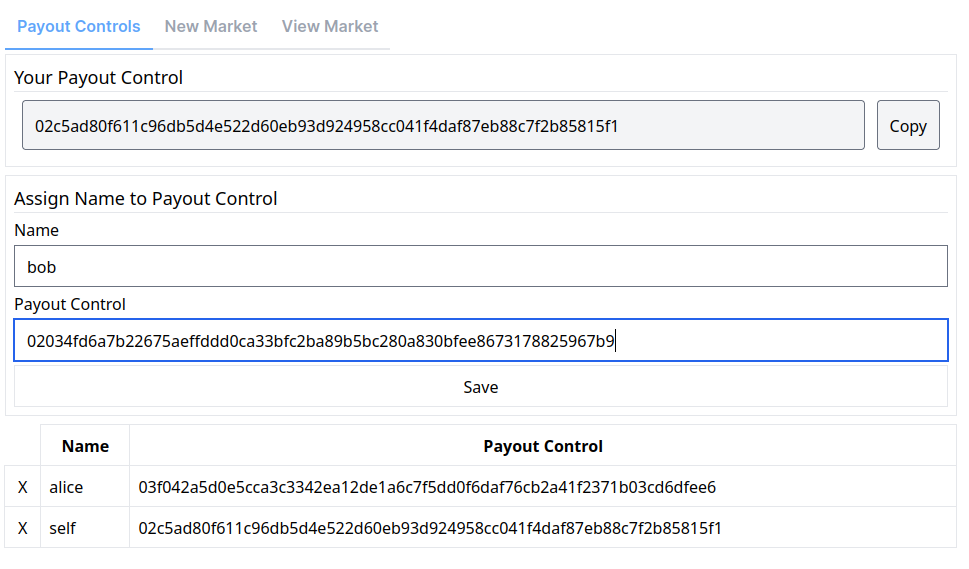 Payout Controls New Market View Market
Your Payout Control
02c5ad80f611c96db5d4e522d60eb93d924958cc041f4daf87eb88c7f2b85815f1 Copy
Assign Name to Payout Control
Name
bob
Payout Control
02034fd6a7b22675aeffddd0ca33bfc2ba89b5bc280a830bfee8673178825967b9
Save
Name Payout Control
X alice 03f042a5d0e5cca3c3342ea12de1a6c7f5dd0f6daf76cb2a41f2371b03cd6dfee6
X self 02c5ad80f611c96db5d4e522d60eb93d924958cc041f4daf87eb88c7f2b85815f1